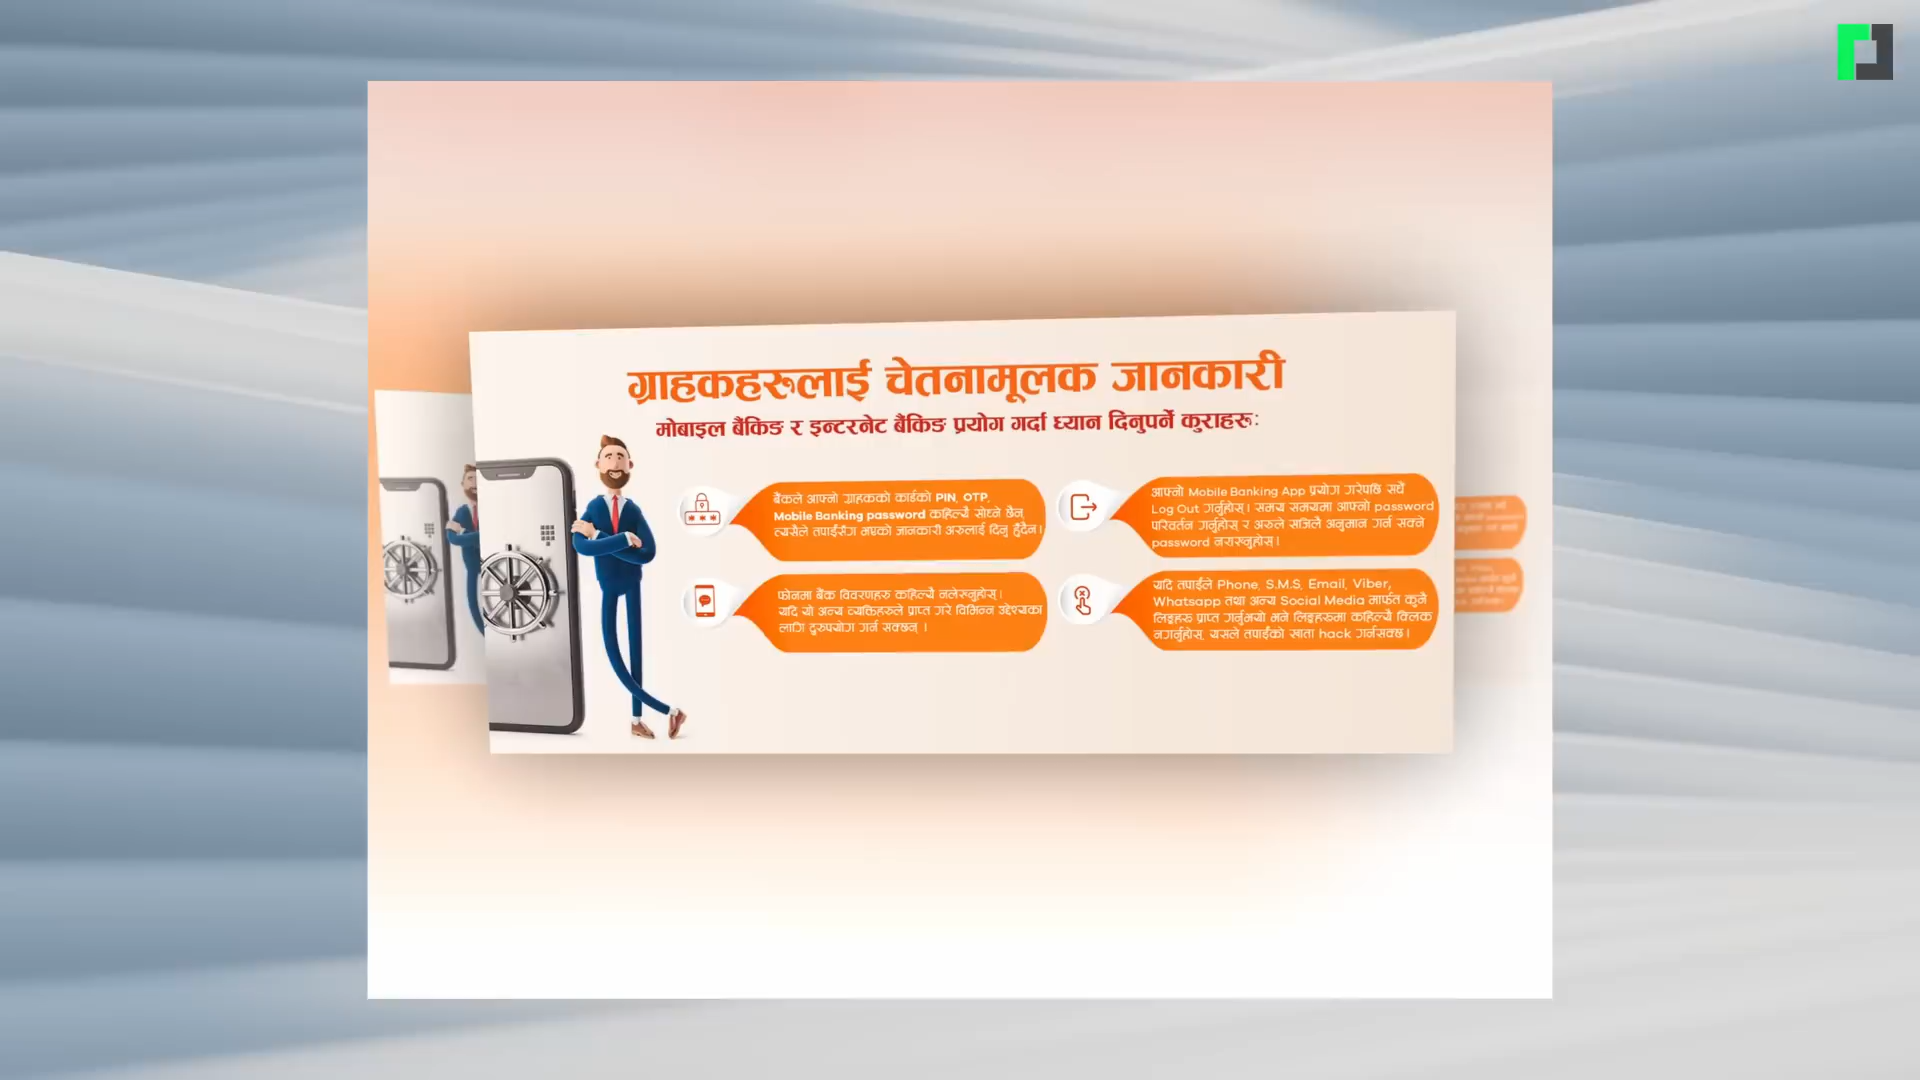 ग्राहकहरुलाई चेतनामूलक जानकारी
मोबाइल बैंकिङ र इन्टरनेट बैंकिङ प्रयोग गर्दा ध्यान दिनुपर्ने कुराहरु:
बैंकले आफ्नो ग्राहकको कार्डको PIN, OTP,
Mobile Banking password कहिल्यै सोध्ने छैन,
त्यसैले तपाईसँग भएको जानकारी अरुलाई दिनु हुँदैन।
फोनमा बैंक विवरणहरु कहिल्यै नलेख्नुहोस्।
यदि यो अन्य व्यक्तिहरुले प्राप्त गरे विभिन्न उद्देश्यका
लागि दुरुपयोग गर्न सक्छन् ।
आफ्नो Mobile Banking App प्रयोग गरेपछि सधैँ
Log Out गर्नुहोस्। समय समयमा आफ्नो password
परिवर्तन गर्नुहोस् र अरुले सजिलै अनुमान गर्न सक्ने
password नराख्नुहोस्।
यदि तपाईंले Phone, S.M.S, Email, Viber,
Whatsapp तथा अन्य Social Media मार्फत कुनै
लिङ्कहरु प्राप्त गर्नुभयो भने लिङ्कहरुमा कहिल्यै क्लिक
नगर्नुहोस्, यसले तपाईंको खाता hack गर्नसक्छ।